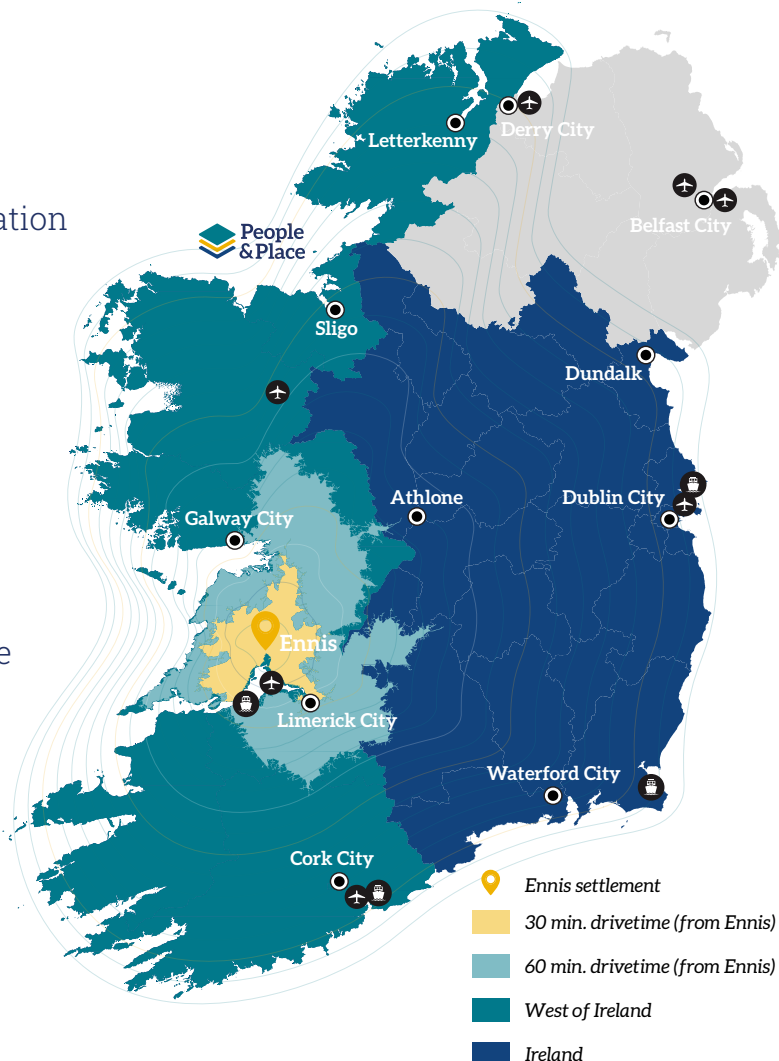 Letterkenny
Derry City
Belfast City
People
& Place
Sligo
Dundalk
Athlone
Dublin City
Galway City
Ennis
Limerick City
Waterford City
Cork City
Ennis settlement
30 min. drivetime (from Ennis)
60 min. drivetime (from Ennis)
West of Ireland
Ireland